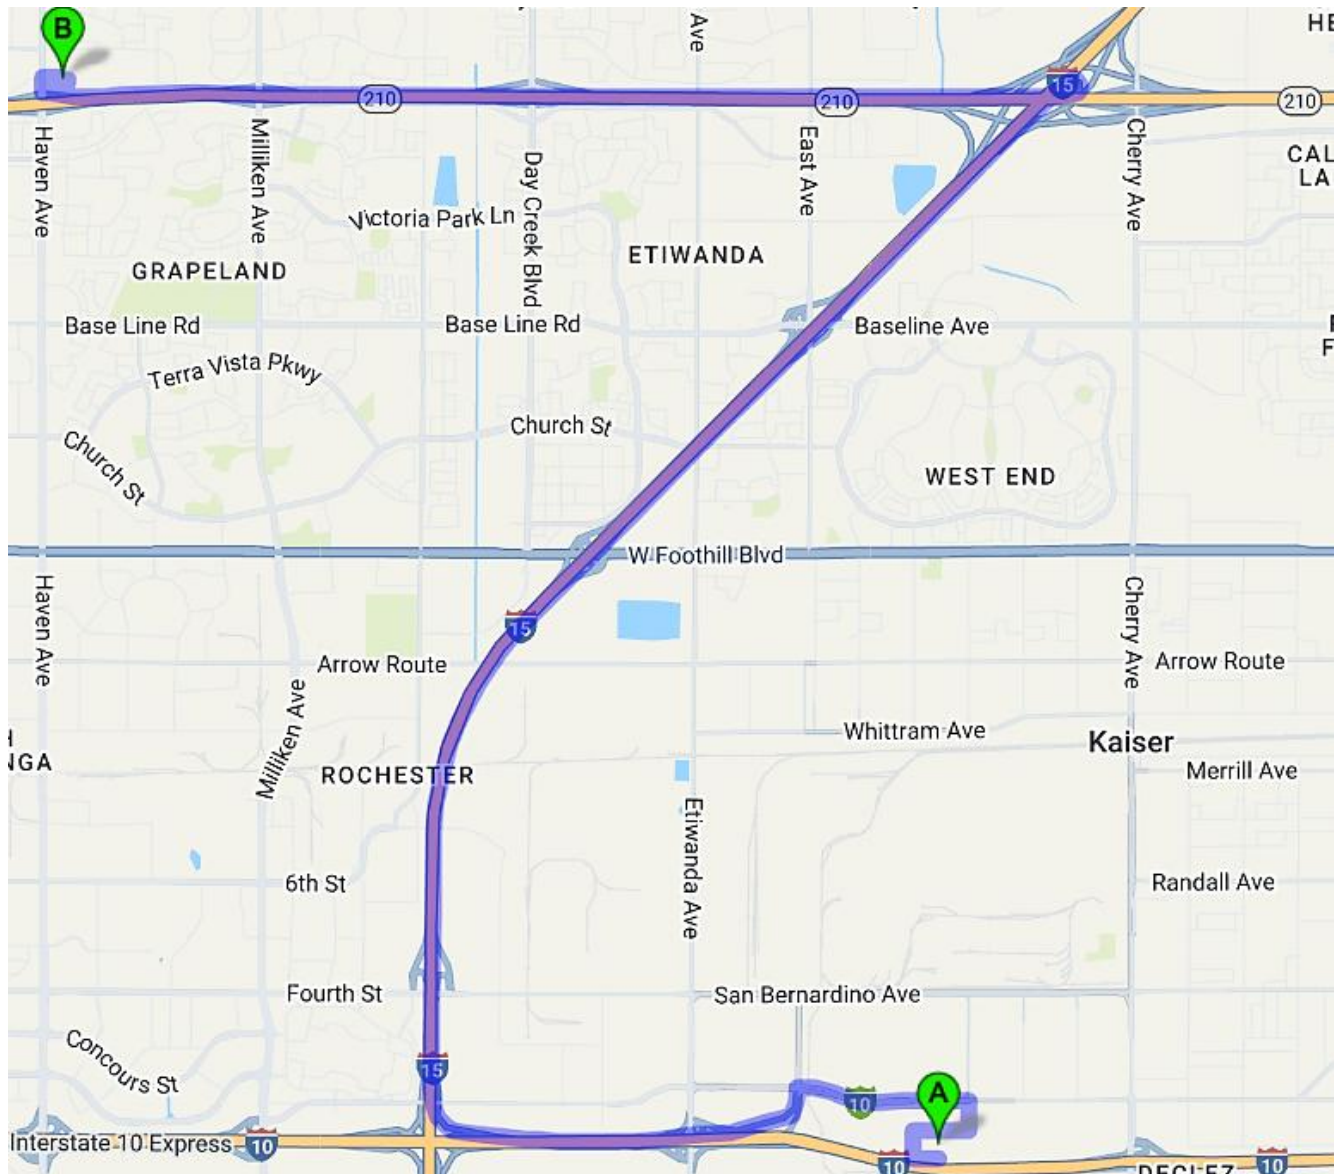 B
HE
Ave
15
210
210
210
Haven Ave
Milliken Ave
Day Creek Blvd
East Ave
Cherry Ave
CAL
LA
Victoria Park Ln
ETIWANDA
GRAPELAND
Base Line Rd
Base Line Rd
Baseline Ave
F
Terra Vista Pkwy
Church St
Church St
WEST END
W Foothill Blvd
Haven Ave
Cherry Ave
15
Arrow Route
Arrow Route
Milliken Ave
Whittram Ave
Kaiser
NGA
ROCHESTER
Merrill Ave
Etiwanda Ave
6th St
Randall Ave
Fourth St
San Bernardino Ave
Concours St
15
A
10
Interstate 10 Express
10
10
DECLEZ
10